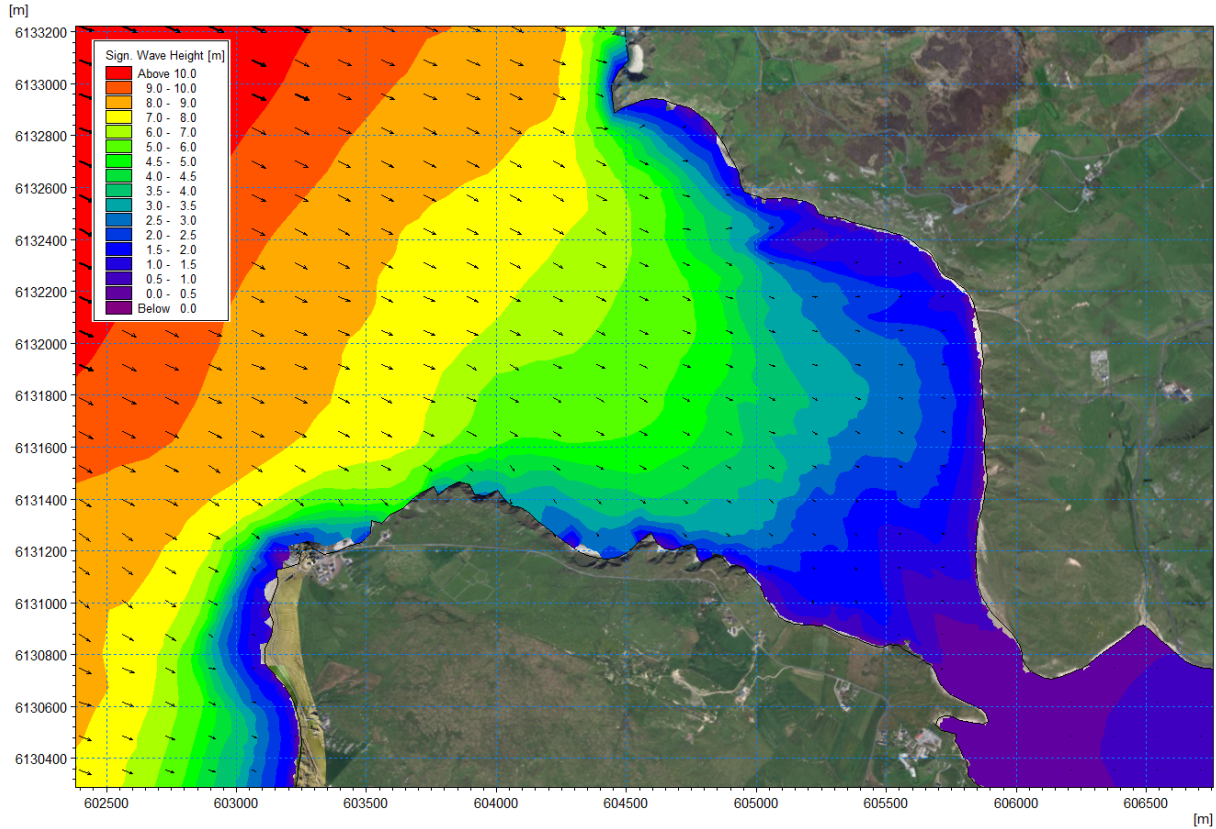 [m]
6133200
6133000
6132800
6132600
6132400
6132200
6132000
6131800
6131600
6131400
6131200
6131000
6130800
6130600
6130400
Sign. Wave Height [m]
Above 10.0
9.0 - 10.0
8.0 - 9.0
7.0 - 8.0
6.0 - 7.0
5.0 - 6.0
4.5 - 5.0
4.0 - 4.5
3.5 - 4.0
3.0 - 3.5
2.5 - 3.0
2.0 - 2.5
1.5 - 2.0
1.0 - 1.5
0.5 - 1.0
0.0 - 0.5
Below 0.0
602500 603000 603500 604000 604500 605000 605500 606000 606500
[m]